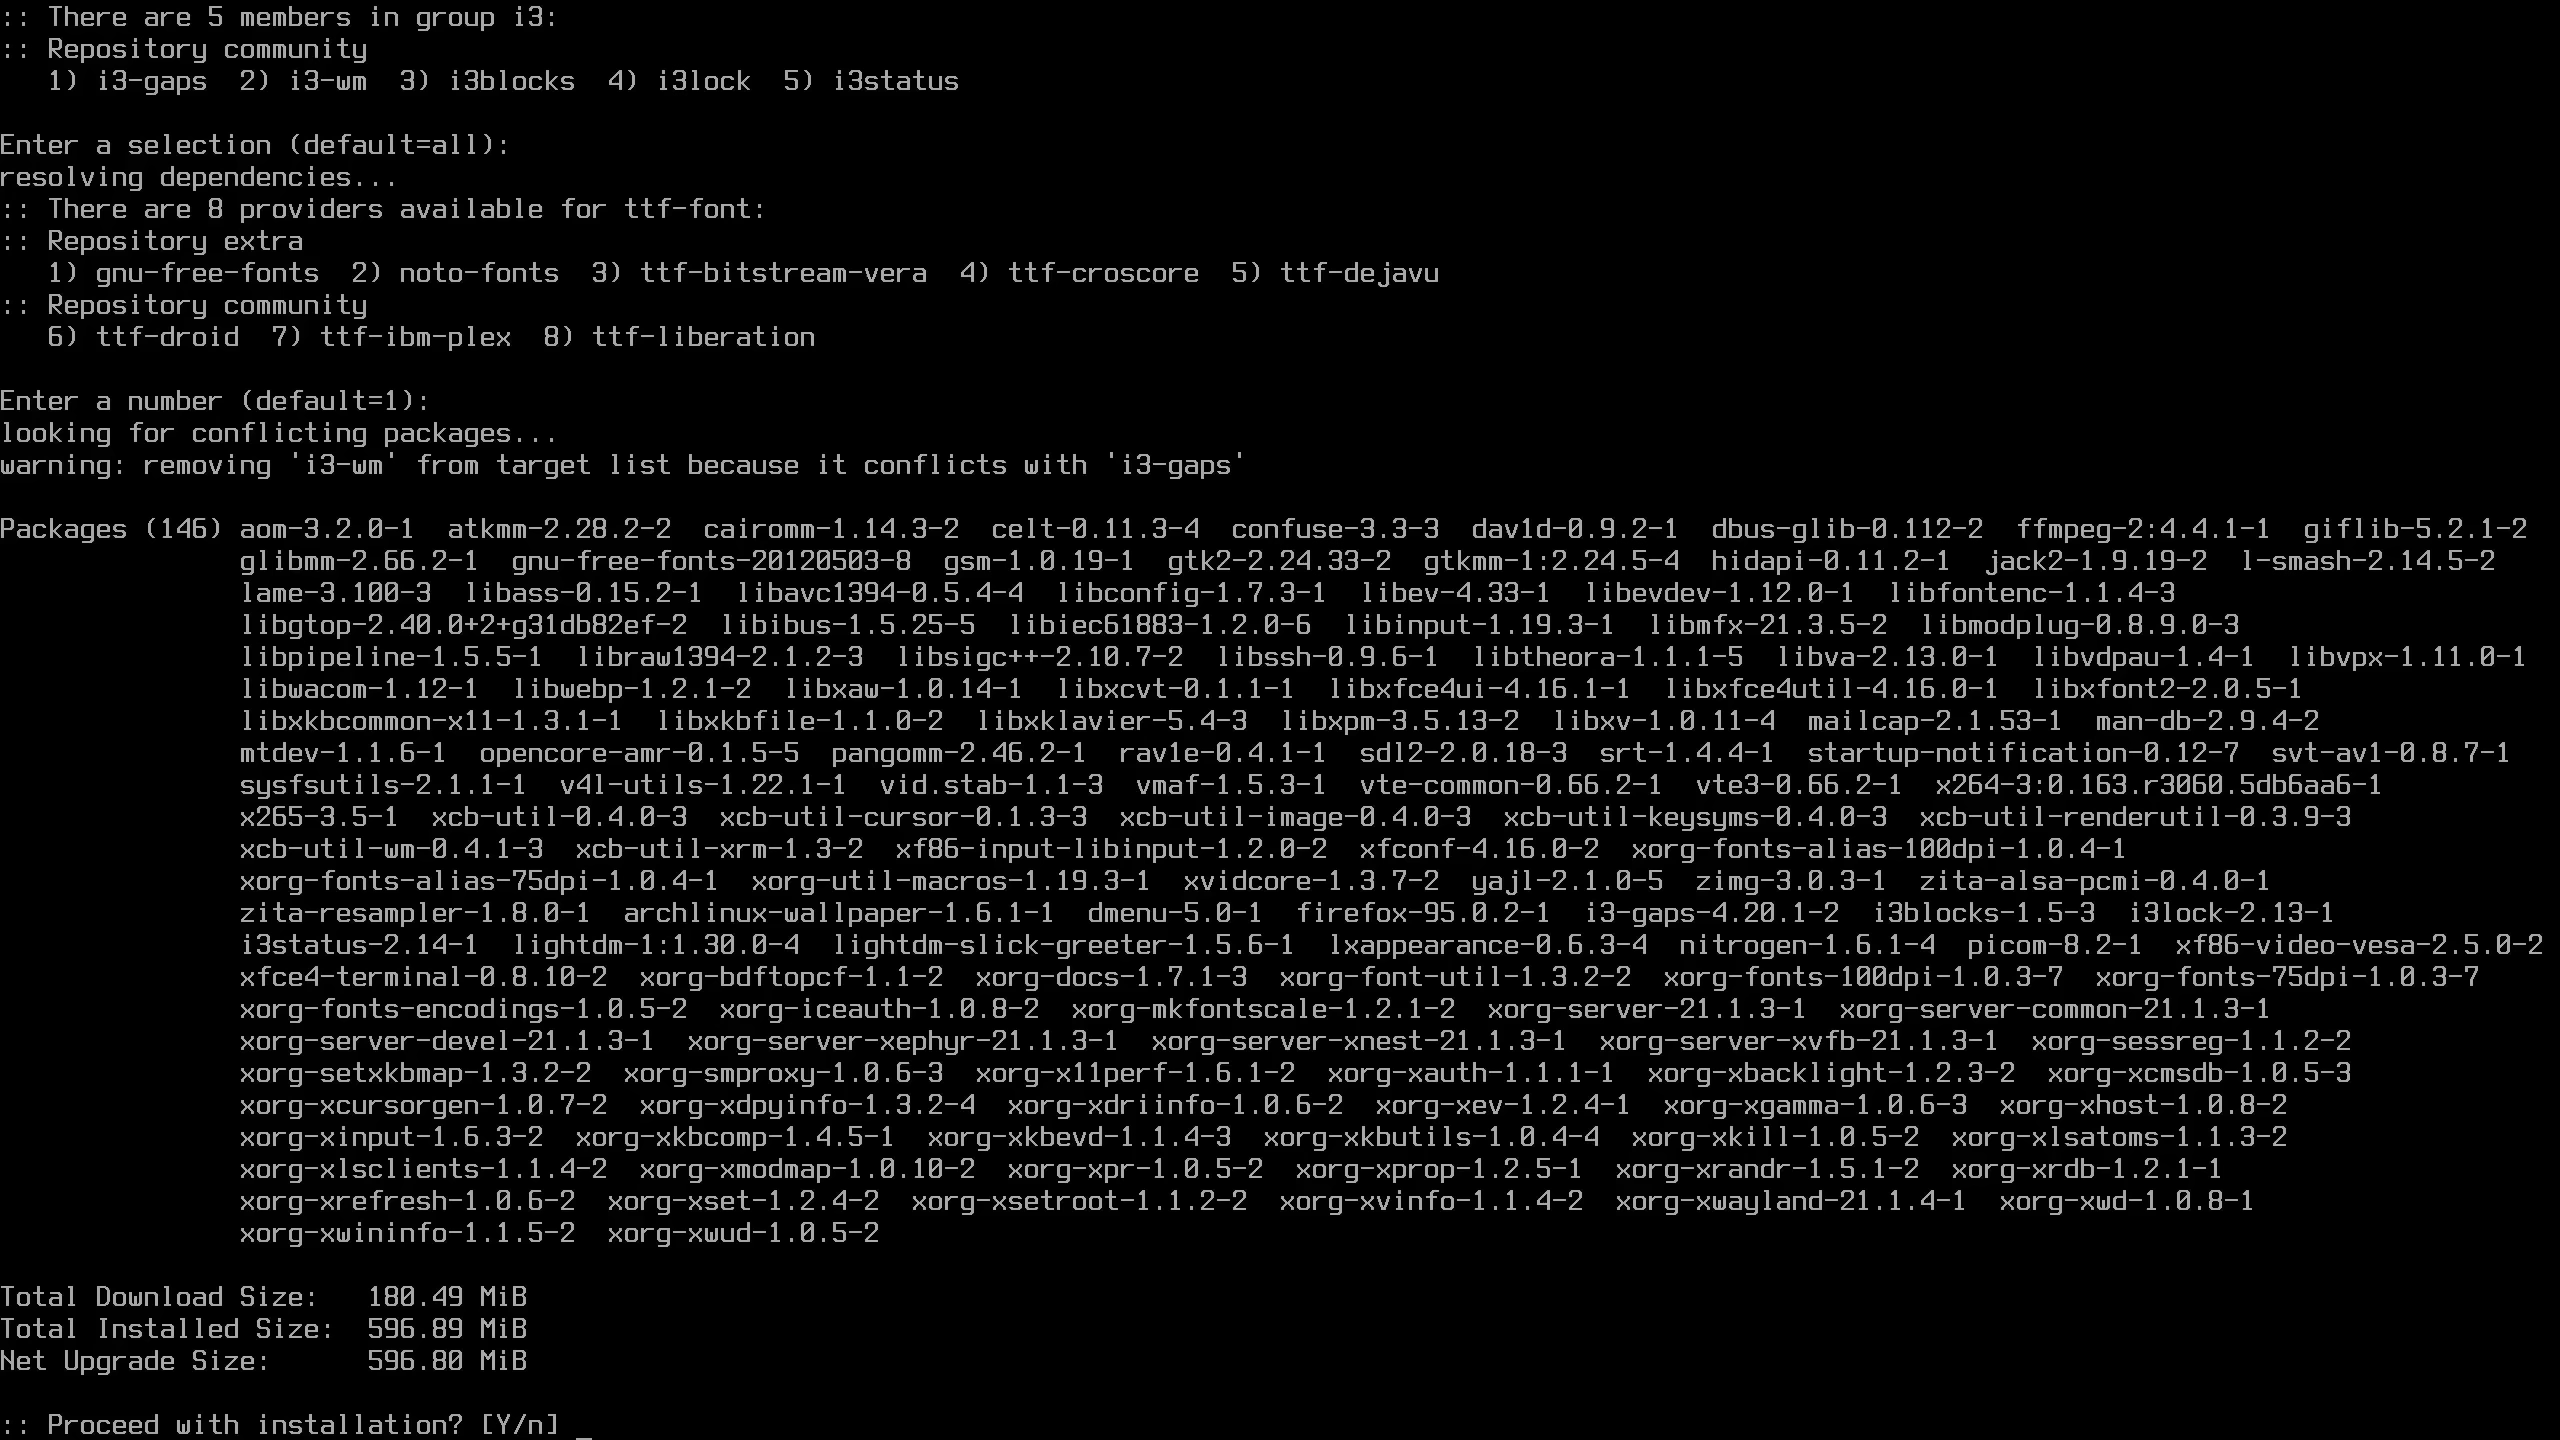 :: There are 5 members in group i3:
:: Repository community
   1) i3-gaps  2) i3-wm  3) i3blocks  4) i3lock  5) i3status
Enter a selection (default=all):
resolving dependencies...
:: There are 8 providers available for ttf-font:
:: Repository extra
   1) gnu-free-fonts  2) noto-fonts  3) ttf-bitstream-vera  4) ttf-croscore  5) ttf-dejavu
:: Repository community
   6) ttf-droid  7) ttf-ibm-plex  8) ttf-liberation
Enter a number (default=1):
looking for conflicting packages...
warning: removing 'i3-wm' from target list because it conflicts with 'i3-gaps'
Packages (146) aom-3.2.0-1  atkmm-2.28.2-2  cairomm-1.14.3-2  celt-0.11.3-4  confuse-3.3-3  dav1d-0.9.2-1  dbus-glib-0.112-2  ffmpeg-2:4.4.1-1  giflib-5.2.1-2
               glibmm-2.66.2-1  gnu-free-fonts-20120503-8  gsm-1.0.19-1  gtk2-2.24.33-2  gtkmm-1:2.24.5-4  hidapi-0.11.2-1  jack2-1.9.19-2  l-smash-2.14.5-2
               lame-3.100-3  libass-0.15.2-1  libavc1394-0.5.4-4  libconfig-1.7.3-1  libev-4.33-1  libevdev-1.12.0-1  libfontenc-1.1.4-3
               libgtop-2.40.0+2+g31db82ef-2  libibus-1.5.25-5  libiec61883-1.2.0-6  libinput-1.19.3-1  libmfx-21.3.5-2  libmodplug-0.8.9.0-3
               libpipeline-1.5.5-1  libraw1394-2.1.2-3  libsigc++-2.10.7-2  libssh-0.9.6-1  libtheora-1.1.1-5  libva-2.13.0-1  libvdpau-1.4-1  libvpx-1.11.0-1
               libwacom-1.12-1  libwebp-1.2.1-2  libxaw-1.0.14-1  libxcvt-0.1.1-1  libxfce4ui-4.16.1-1  libxfce4util-4.16.0-1  libxfont2-2.0.5-1
               libxkbcommon-x11-1.3.1-1  libxkbfile-1.1.0-2  libxklavier-5.4-3  libxpm-3.5.13-2  libxv-1.0.11-4  mailcap-2.1.53-1  man-db-2.9.4-2
               mtdev-1.1.6-1  opencore-amr-0.1.5-5  pangomm-2.46.2-1  rav1e-0.4.1-1  sdl2-2.0.18-3  srt-1.4.4-1  startup-notification-0.12-7  svt-av1-0.8.7-1
               sysfsutils-2.1.1-1  v4l-utils-1.22.1-1  vid.stab-1.1-3  vmaf-1.5.3-1  vte-common-0.66.2-1  vte3-0.66.2-1  x264-3:0.163.r3060.5db6aa6-1
               x265-3.5-1  xcb-util-0.4.0-3  xcb-util-cursor-0.1.3-3  xcb-util-image-0.4.0-3  xcb-util-keysyms-0.4.0-3  xcb-util-renderutil-0.3.9-3
               xcb-util-wm-0.4.1-3  xcb-util-xrm-1.3-2  xf86-input-libinput-1.2.0-2  xfconf-4.16.0-2  xorg-fonts-alias-100dpi-1.0.4-1
               xorg-fonts-alias-75dpi-1.0.4-1  xorg-util-macros-1.19.3-1  xvidcore-1.3.7-2  yajl-2.1.0-5  zimg-3.0.3-1  zita-alsa-pcmi-0.4.0-1
               zita-resampler-1.8.0-1  archlinux-wallpaper-1.6.1-1  dmenu-5.0-1  firefox-95.0.2-1  i3-gaps-4.20.1-2  i3blocks-1.5-3  i3lock-2.13-1
               i3status-2.14-1  lightdm-1:1.30.0-4  lightdm-slick-greeter-1.5.6-1  lxappearance-0.6.3-4  nitrogen-1.6.1-4  picom-8.2-1  xf86-video-vesa-2.5.0-2
               xfce4-terminal-0.8.10-2  xorg-bdftopcf-1.1-2  xorg-docs-1.7.1-3  xorg-font-util-1.3.2-2  xorg-fonts-100dpi-1.0.3-7  xorg-fonts-75dpi-1.0.3-7
               xorg-fonts-encodings-1.0.5-2  xorg-iceauth-1.0.8-2  xorg-mkfontscale-1.2.1-2  xorg-server-21.1.3-1  xorg-server-common-21.1.3-1
               xorg-server-devel-21.1.3-1  xorg-server-xephyr-21.1.3-1  xorg-server-xnest-21.1.3-1  xorg-server-xvfb-21.1.3-1  xorg-sessreg-1.1.2-2
               xorg-setxkbmap-1.3.2-2  xorg-smproxy-1.0.6-3  xorg-x11perf-1.6.1-2  xorg-xauth-1.1.1-1  xorg-xbacklight-1.2.3-2  xorg-xcmsdb-1.0.5-3
               xorg-xcursorgen-1.0.7-2  xorg-xdpyinfo-1.3.2-4  xorg-xdriinfo-1.0.6-2  xorg-xev-1.2.4-1  xorg-xgamma-1.0.6-3  xorg-xhost-1.0.8-2
               xorg-xinput-1.6.3-2  xorg-xkbcomp-1.4.5-1  xorg-xkbevd-1.1.4-3  xorg-xkbutils-1.0.4-4  xorg-xkill-1.0.5-2  xorg-xlsatoms-1.1.3-2
               xorg-xlsclients-1.1.4-2  xorg-xmodmap-1.0.10-2  xorg-xpr-1.0.5-2  xorg-xprop-1.2.5-1  xorg-xrandr-1.5.1-2  xorg-xrdb-1.2.1-1
               xorg-xrefresh-1.0.6-2  xorg-xset-1.2.4-2  xorg-xsetroot-1.1.2-2  xorg-xvinfo-1.1.4-2  xorg-xwayland-21.1.4-1  xorg-xwd-1.0.8-1
               xorg-xwininfo-1.1.5-2  xorg-xwud-1.0.5-2
Total Download Size:   180.49 MiB
Total Installed Size:  596.89 MiB
Net Upgrade Size:      596.80 MiB
:: Proceed with installation? [Y/n] _